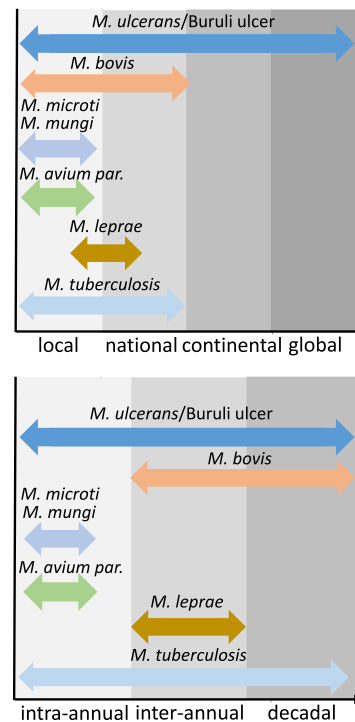 M. ulcerans/Buruli ulcer
M. bovis
M. microti
M. mungi
M. avium par.
M. leprae
M. tuberculosis
local national continental global
M. ulcerans/Buruli ulcer
M. bovis
M. microti
M. mungi
M. avium par.
M. leprae
M. tuberculosis
intra-annual inter-annual decadal